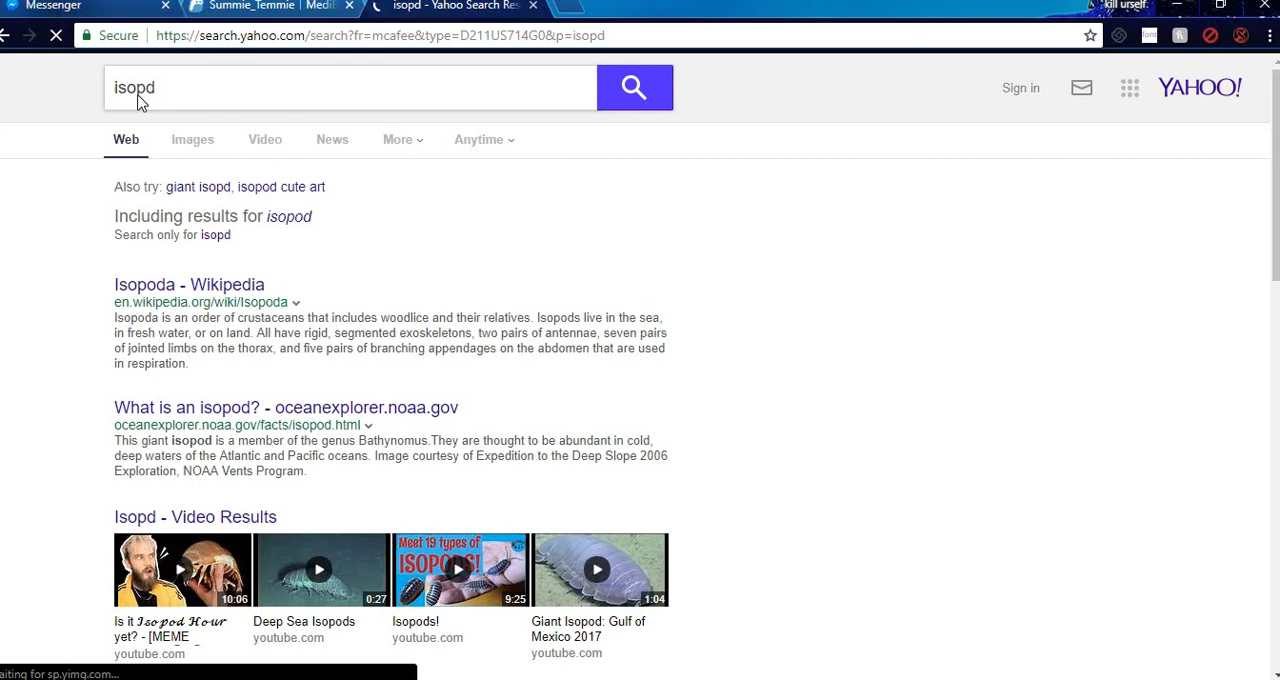 Messenger
Summie_Temmie | Medi
isopd - Yahoo Search Res
kill urself.
Secure
https://search.yahoo.com/search?fr=mcafee&type=D211US714G0&p=isopd
font
isopd
Sign in
YAHOO!
Web Images Video News More Anytime
Also try: giant isopd, isopod cute art
Including results for isopod
Search only for isopd
Isopoda - Wikipedia
en.wikipedia.org/wiki/Isopoda
Isopoda is an order of crustaceans that includes woodlice and their relatives. Isopods live in the sea,
in fresh water, or on land. All have rigid, segmented exoskeletons, two pairs of antennae, seven pairs
of jointed limbs on the thorax, and five pairs of branching appendages on the abdomen that are used
in respiration.
What is an isopod? - oceanexplorer.noaa.gov
oceanexplorer.noaa.gov/facts/isopod.html
This giant isopod is a member of the genus Bathynomus.They are thought to be abundant in cold,
deep waters of the Atlantic and Pacific oceans. Image courtesy of Expedition to the Deep Slope 2006
Exploration, NOAA Vents Program.
Isopd - Video Results
Meet 19 types of
ISOPODS!
10:06 0:27 9:25 1:04
Is it 𝓘𝓼𝓸𝓹𝓸𝓭 𝓗𝓸𝓾𝓻
yet? - [MEME
youtube.com
Deep Sea Isopods
youtube.com
Isopods!
youtube.com
Giant Isopod: Gulf of
Mexico 2017
youtube.com
aiting for sp.yimg.com...